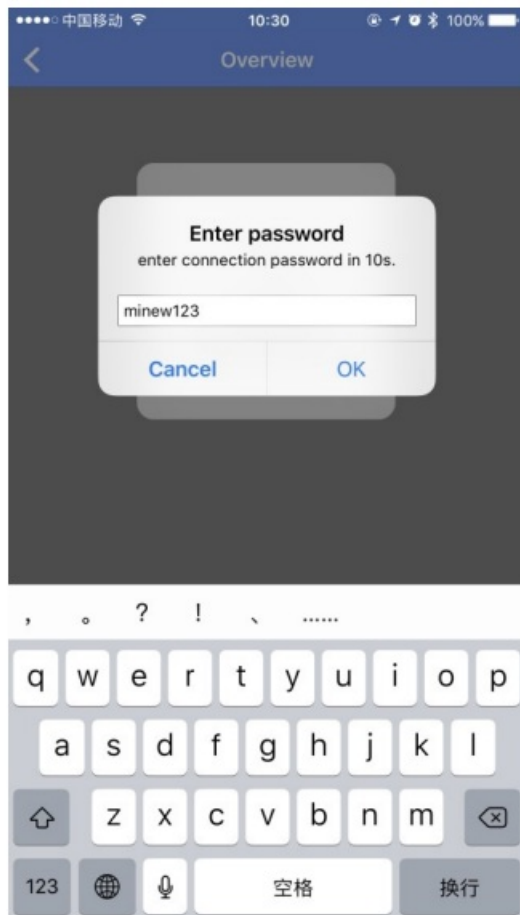 中国移动 10:30 100%
Overview
Enter password
enter connection password in 10s.
minew123
Cancel OK
, 。 ? ! 、 ......
q w e r t y u i o p
a s d f g h j k l
z x c v b n m
123 空格 换行